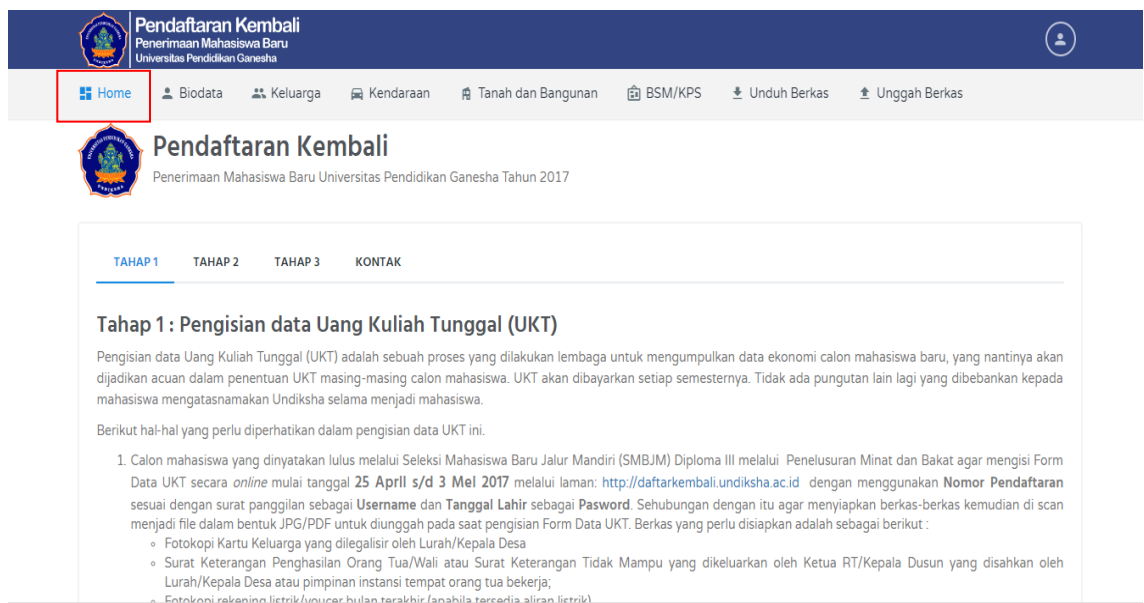 Pendaftaran Kembali
Penerimaan Mahasiswa Baru
Universitas Pendidikan Ganesha
Home Biodata Keluarga Kendaraan Tanah dan Bangunan BSM/KPS Unduh Berkas Unggah Berkas
Pendaftaran Kembali
Penerimaan Mahasiswa Baru Universitas Pendidikan Ganesha Tahun 2017
TAHAP 1 TAHAP 2 TAHAP 3 KONTAK
Tahap 1 : Pengisian data Uang Kuliah Tunggal (UKT)
Pengisian data Uang Kuliah Tunggal (UKT) adalah sebuah proses yang dilakukan lembaga untuk mengumpulkan data ekonomi calon mahasiswa baru, yang nantinya akan
dijadikan acuan dalam penentuan UKT masing-masing calon mahasiswa. UKT akan dibayarkan setiap semesternya. Tidak ada pungutan lain lagi yang dibebankan kepada
mahasiswa mengatasnamakan Undiksha selama menjadi mahasiswa.
Berikut hal-hal yang perlu diperhatikan dalam pengisian data UKT ini.
1. Calon mahasiswa yang dinyatakan lulus melalui Seleksi Mahasiswa Baru Jalur Mandiri (SMBJM) Diploma III melalui Penelusuran Minat dan Bakat agar mengisi Form
Data UKT secara online mulai tanggal 25 April s/d 3 Mei 2017 melalui laman: http://daftarkembali.undiksha.ac.id dengan menggunakan Nomor Pendaftaran
sesuai dengan surat panggilan sebagai Username dan Tanggal Lahir sebagai Pasword. Sehubungan dengan itu agar menyiapkan berkas-berkas kemudian di scan
menjadi file dalam bentuk JPG/PDF untuk diunggah pada saat pengisian Form Data UKT. Berkas yang perlu disiapkan adalah sebagai berikut :
◦ Fotokopi Kartu Keluarga yang dilegalisir oleh Lurah/Kepala Desa
◦ Surat Keterangan Penghasilan Orang Tua/Wali atau Surat Keterangan Tidak Mampu yang dikeluarkan oleh Ketua RT/Kepala Dusun yang disahkan oleh
Lurah/Kepala Desa atau pimpinan instansi tempat orang tua bekerja;
◦ Fotokopi rekening listrik/voucer bulan terakhir (apabila tersedia aliran listrik)